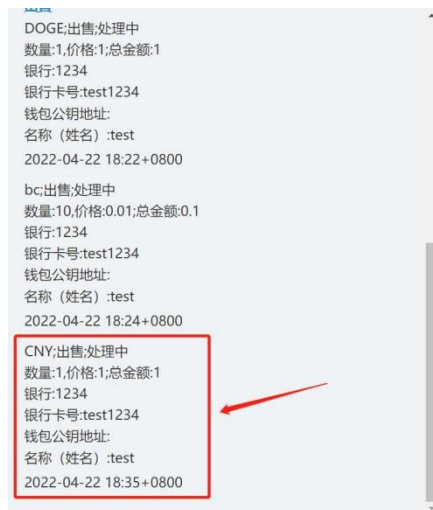 出售
DOGE;出售;处理中
数量:1,价格:1;总金额:1
银行:1234
银行卡号:test1234
钱包公钥地址:
名称（姓名）:test
2022-04-22 18:22+0800
bc;出售;处理中
数量:10,价格:0.01;总金额:0.1
银行:1234
银行卡号:test1234
钱包公钥地址:
名称（姓名）:test
2022-04-22 18:24+0800
CNY;出售;处理中
数量:1,价格:1;总金额:1
银行:1234
银行卡号:test1234
钱包公钥地址:
名称（姓名）:test
2022-04-22 18:35+0800